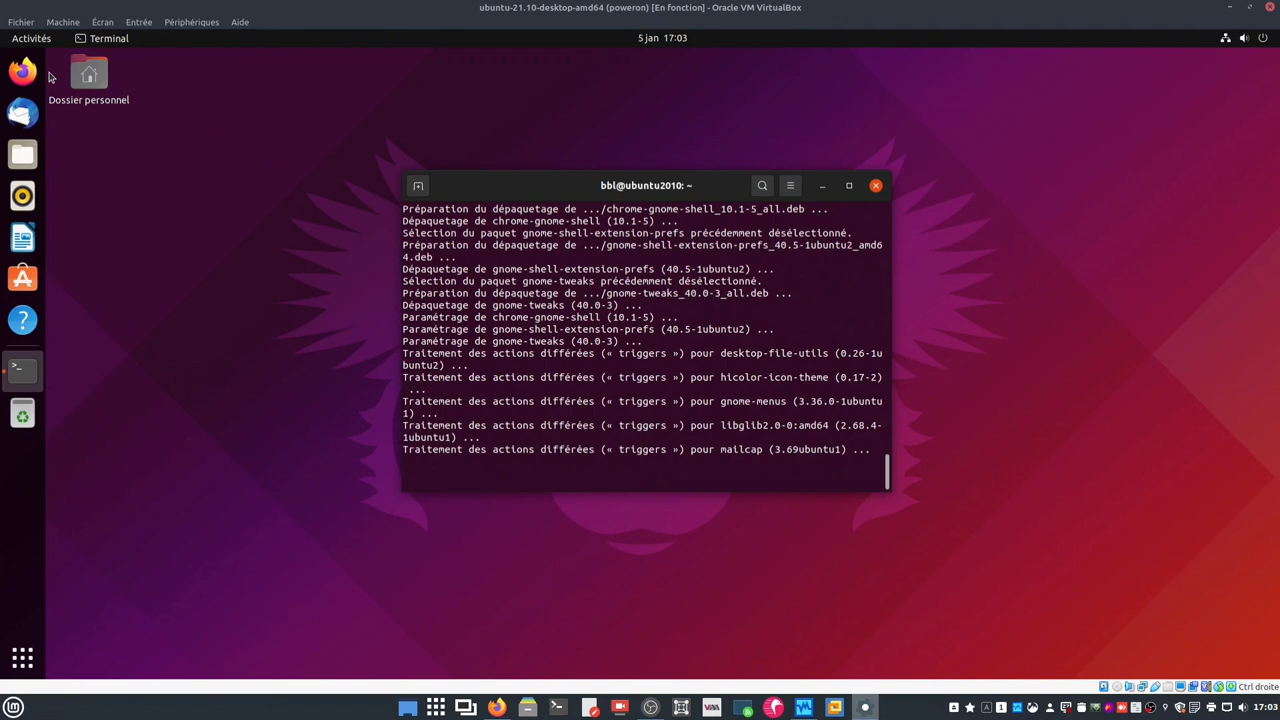 ubuntu-21.10-desktop-amd64 (poweron) [En fonction] - Oracle VM VirtualBox
Fichier Machine Écran Entrée Périphériques Aide
Activités Terminal 5 jan 17:03
Dossier personnel
bbl@ubuntu2010: ~
Préparation du dépaquetage de .../chrome-gnome-shell_10.1-5_all.deb ...
Dépaquetage de chrome-gnome-shell (10.1-5) ...
Sélection du paquet gnome-shell-extension-prefs précédemment désélectionné.
Préparation du dépaquetage de .../gnome-shell-extension-prefs_40.5-1ubuntu2_amd6
4.deb ...
Dépaquetage de gnome-shell-extension-prefs (40.5-1ubuntu2) ...
Sélection du paquet gnome-tweaks précédemment désélectionné.
Préparation du dépaquetage de .../gnome-tweaks_40.0-3_all.deb ...
Dépaquetage de gnome-tweaks (40.0-3) ...
Paramétrage de chrome-gnome-shell (10.1-5) ...
Paramétrage de gnome-shell-extension-prefs (40.5-1ubuntu2) ...
Paramétrage de gnome-tweaks (40.0-3) ...
Traitement des actions différées (« triggers ») pour desktop-file-utils (0.26-1u
buntu2) ...
Traitement des actions différées (« triggers ») pour hicolor-icon-theme (0.17-2)
...
Traitement des actions différées (« triggers ») pour gnome-menus (3.36.0-1ubuntu
1) ...
Traitement des actions différées (« triggers ») pour libglib2.0-0:amd64 (2.68.4-
1ubuntu1) ...
Traitement des actions différées (« triggers ») pour mailcap (3.69ubuntu1) ...
Ctrl droite
17:03